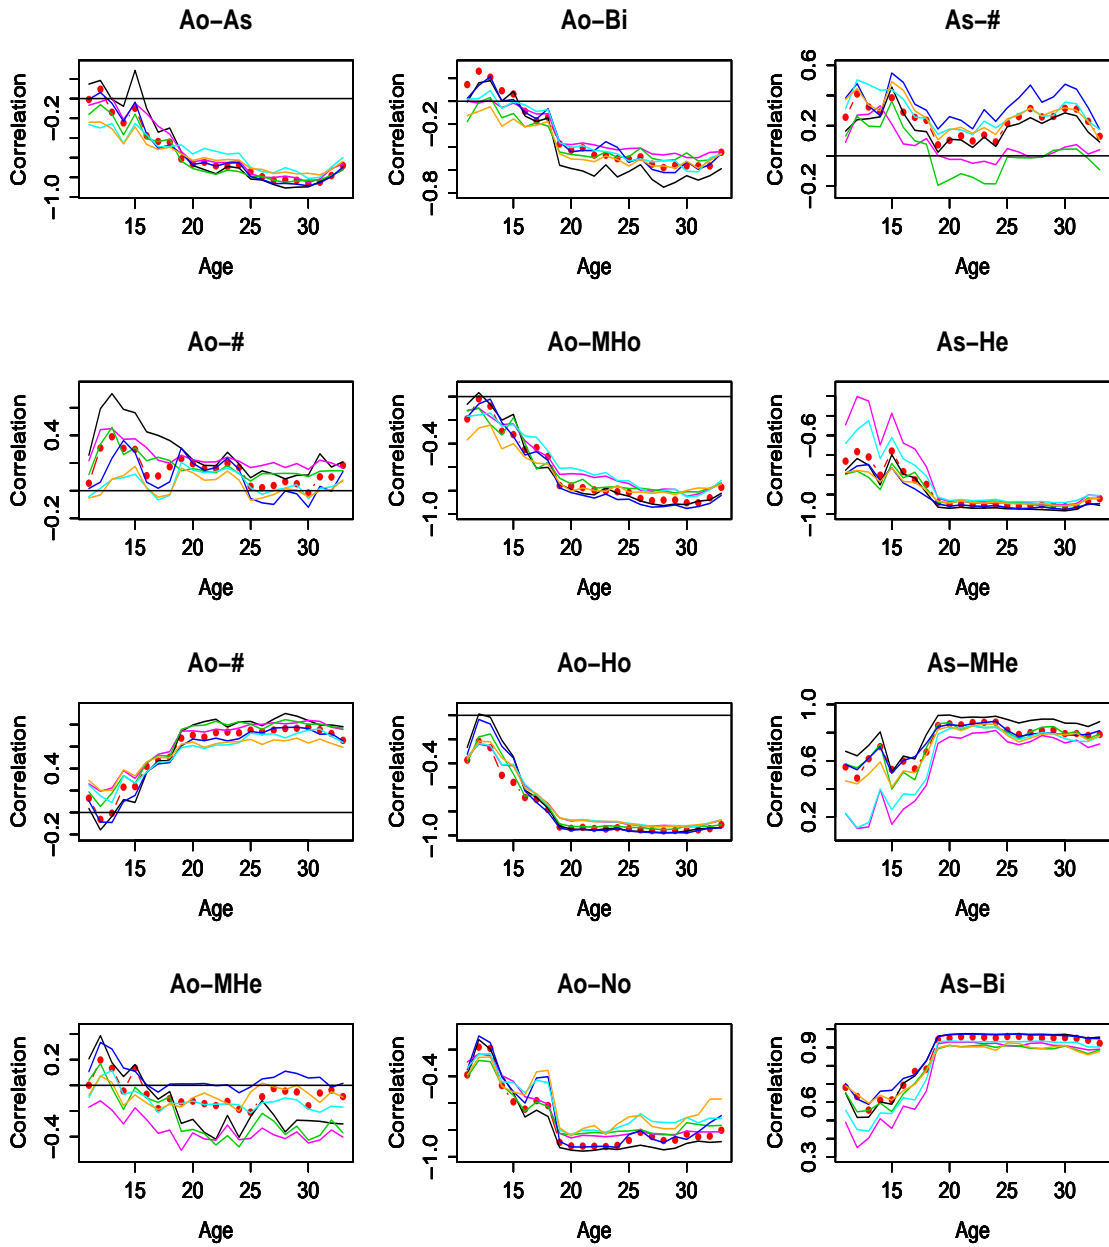 Ao–As Ao–Bi As–#
Correlation −0.2 −1.0 Correlation −0.2 −0.8 Correlation 0.6 0.2 −0.2
15 20 25 30 15 20 25 30 15 20 25 30
Age Age Age
Ao–# Ao–MHo As–He
Correlation 0.4 −0.2 Correlation −0.4 −1.0 Correlation −0.6 −1.0
15 20 25 30 15 20 25 30 15 20 25 30
Age Age Age
Ao–# Ao–Ho As–MHe
Correlation 0.4 −0.2 Correlation −0.4 −1.0 Correlation 1.0 0.6 0.2
15 20 25 30 15 20 25 30 15 20 25 30
Age Age Age
Ao–MHe Ao–No As–Bi
Correlation 0.2 −0.4 Correlation −0.4 −1.0 Correlation 0.9 0.6 0.3
15 20 25 30 15 20 25 30 15 20 25 30
Age Age Age